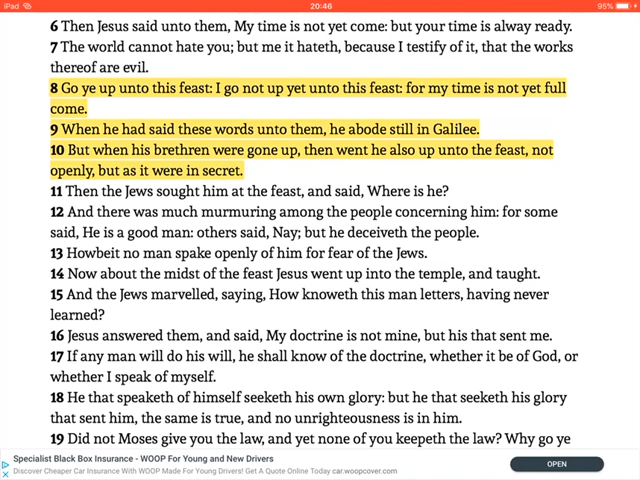 iPad
20:46
95%
6 Then Jesus said unto them, My time is not yet come: but your time is alway ready.
7 The world cannot hate you; but me it hateth, because I testify of it, that the works
thereof are evil.
8 Go ye up unto this feast: I go not up yet unto this feast: for my time is not yet full
come.
9 When he had said these words unto them, he abode still in Galilee.
10 But when his brethren were gone up, then went he also up unto the feast, not
openly, but as it were in secret.
11 Then the Jews sought him at the feast, and said, Where is he?
12 And there was much murmuring among the people concerning him: for some
said, He is a good man: others said, Nay; but he deceiveth the people.
13 Howbeit no man spake openly of him for fear of the Jews.
14 Now about the midst of the feast Jesus went up into the temple, and taught.
15 And the Jews marvelled, saying, How knoweth this man letters, having never
learned?
16 Jesus answered them, and said, My doctrine is not mine, but his that sent me.
17 If any man will do his will, he shall know of the doctrine, whether it be of God, or
whether I speak of myself.
18 He that speaketh of himself seeketh his own glory: but he that seeketh his glory
that sent him, the same is true, and no unrighteousness is in him.
19 Did not Moses give you the law, and yet none of you keepeth the law? Why go ye
Specialist Black Box Insurance - WOOP For Young and New Drivers
Discover Cheaper Car Insurance With WOOP Made For Young Drivers! Get A Quote Online Today car.woopcover.com
OPEN